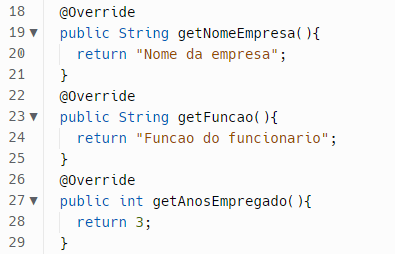 18 @Override
19 ▼ public String getNomeEmpresa(){
20 return "Nome da empresa";
21 }
22 @Override
23 ▼ public String getFuncao(){
24 return "Funcao do funcionario";
25 }
26 @Override
27 ▼ public int getAnosEmpregado(){
28 return 3;
29 }